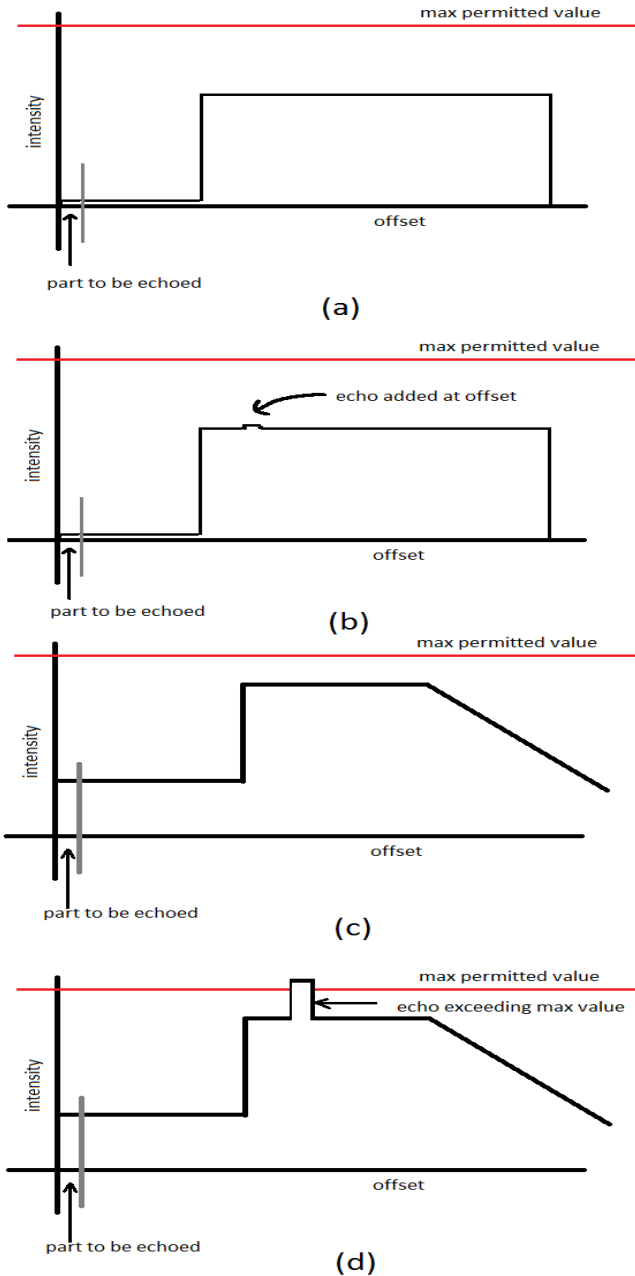 max permitted value
intensity
offset
part to be echoed
(a)
max permitted value
echo added at offset
intensity
offset
part to be echoed
(b)
max permitted value
intensity
offset
part to be echoed
(c)
max permitted value
echo exceeding max value
intensity
offset
part to be echoed
(d)